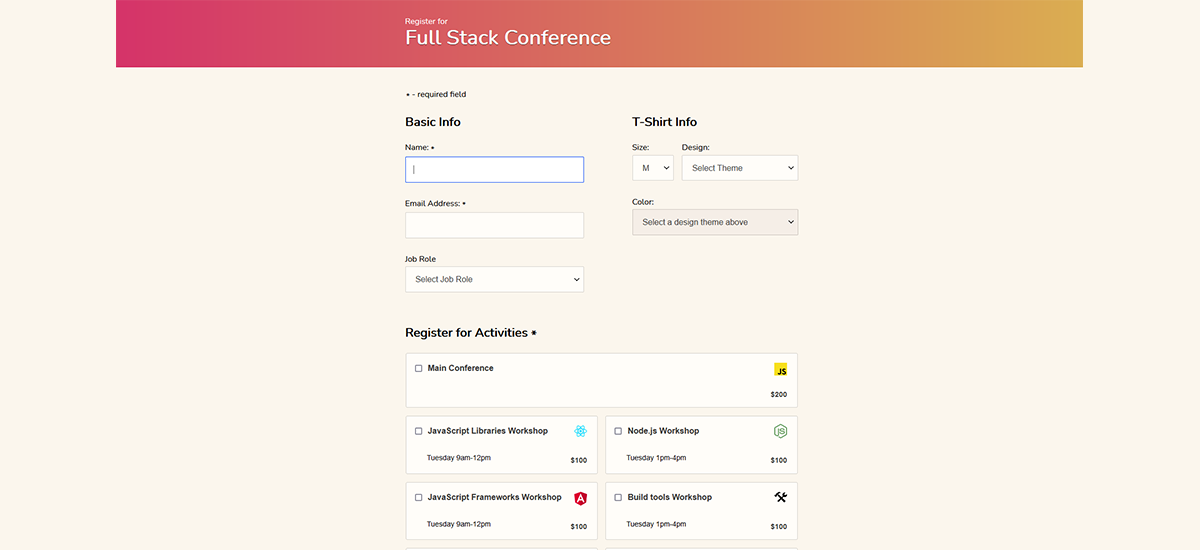 Register for
Full Stack Conference
* - required field
Basic Info
Name: *
Email Address: *
Job Role
Select Job Role
T-Shirt Info
Size:
Design:
M
Select Theme
Color:
Select a design theme above
Register for Activities *
Main Conference
JS
$200
JavaScript Libraries Workshop
Tuesday 9am-12pm
$100
Node.js Workshop
JS
Tuesday 1pm-4pm
$100
JavaScript Frameworks Workshop
A
Tuesday 9am-12pm
$100
Build tools Workshop
Tuesday 1pm-4pm
$100